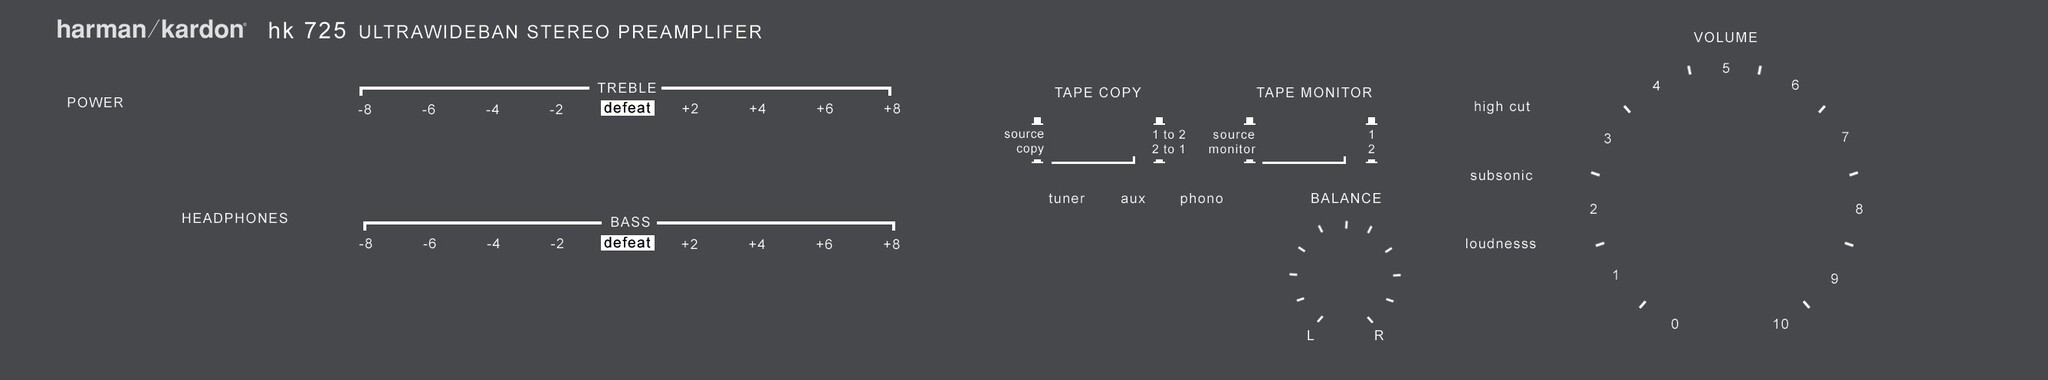 harman/kardon® hk 725 ULTRAWIDEBAN STEREO PREAMPLIFER
POWER
TREBLE
-8 -6 -4 -2 defeat +2 +4 +6 +8
HEADPHONES
BASS
-8 -6 -4 -2 defeat +2 +4 +6 +8
TAPE COPY
source 1 to 2
copy 2 to 1
TAPE MONITOR
source 1
monitor 2
tuner aux phono
BALANCE
L R
high cut
subsonic
loudnesss
VOLUME
0 1 2 3 4 5 6 7 8 9 10